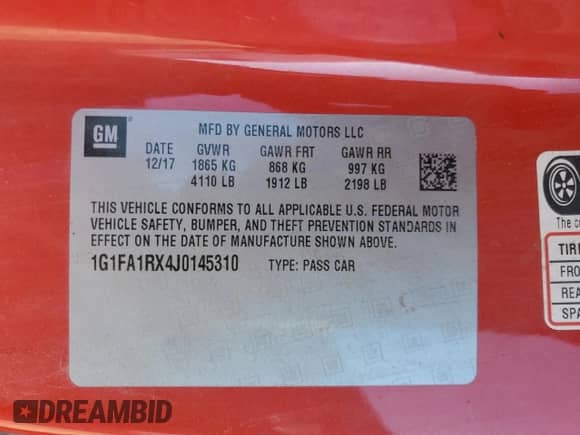 GM
MFD BY GENERAL MOTORS LLC
DATE GVWR GAWR FRT GAWR RR
12/17 1865 KG 868 KG 997 KG
4110 LB 1912 LB 2198 LB
THIS VEHICLE CONFORMS TO ALL APPLICABLE U.S. FEDERAL MOTOR
VEHICLE SAFETY, BUMPER, AND THEFT PREVENTION STANDARDS IN
EFFECT ON THE DATE OF MANUFACTURE SHOWN ABOVE.
1G1FA1RX4J0145310 TYPE: PASS CAR
The co
TIR
FRO
REA
SPA
DREAMBID